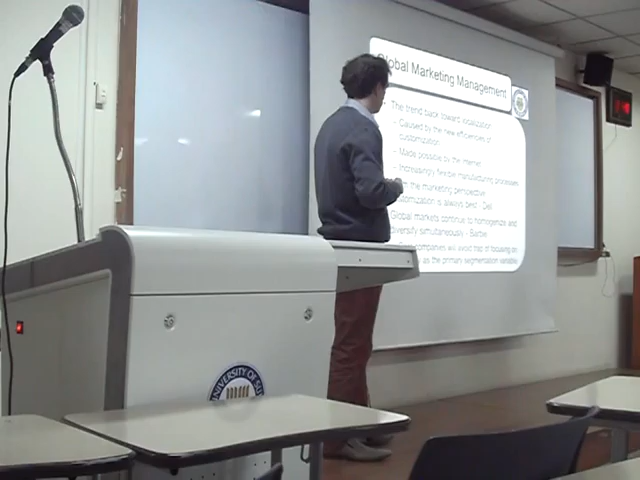 Global Marketing Management
The trend back toward localization
- Caused by the new efficiencies of
customization
- Made possible by the Internet
- Increasingly flexible manufacturing processes
the marketing perspective
customization is always best - Dell
Global markets continue to homogenize and
diversify simultaneously - Barbie
companies will avoid trap of focusing on
as the primary segmentation variable
UNIVERSITY OF SU